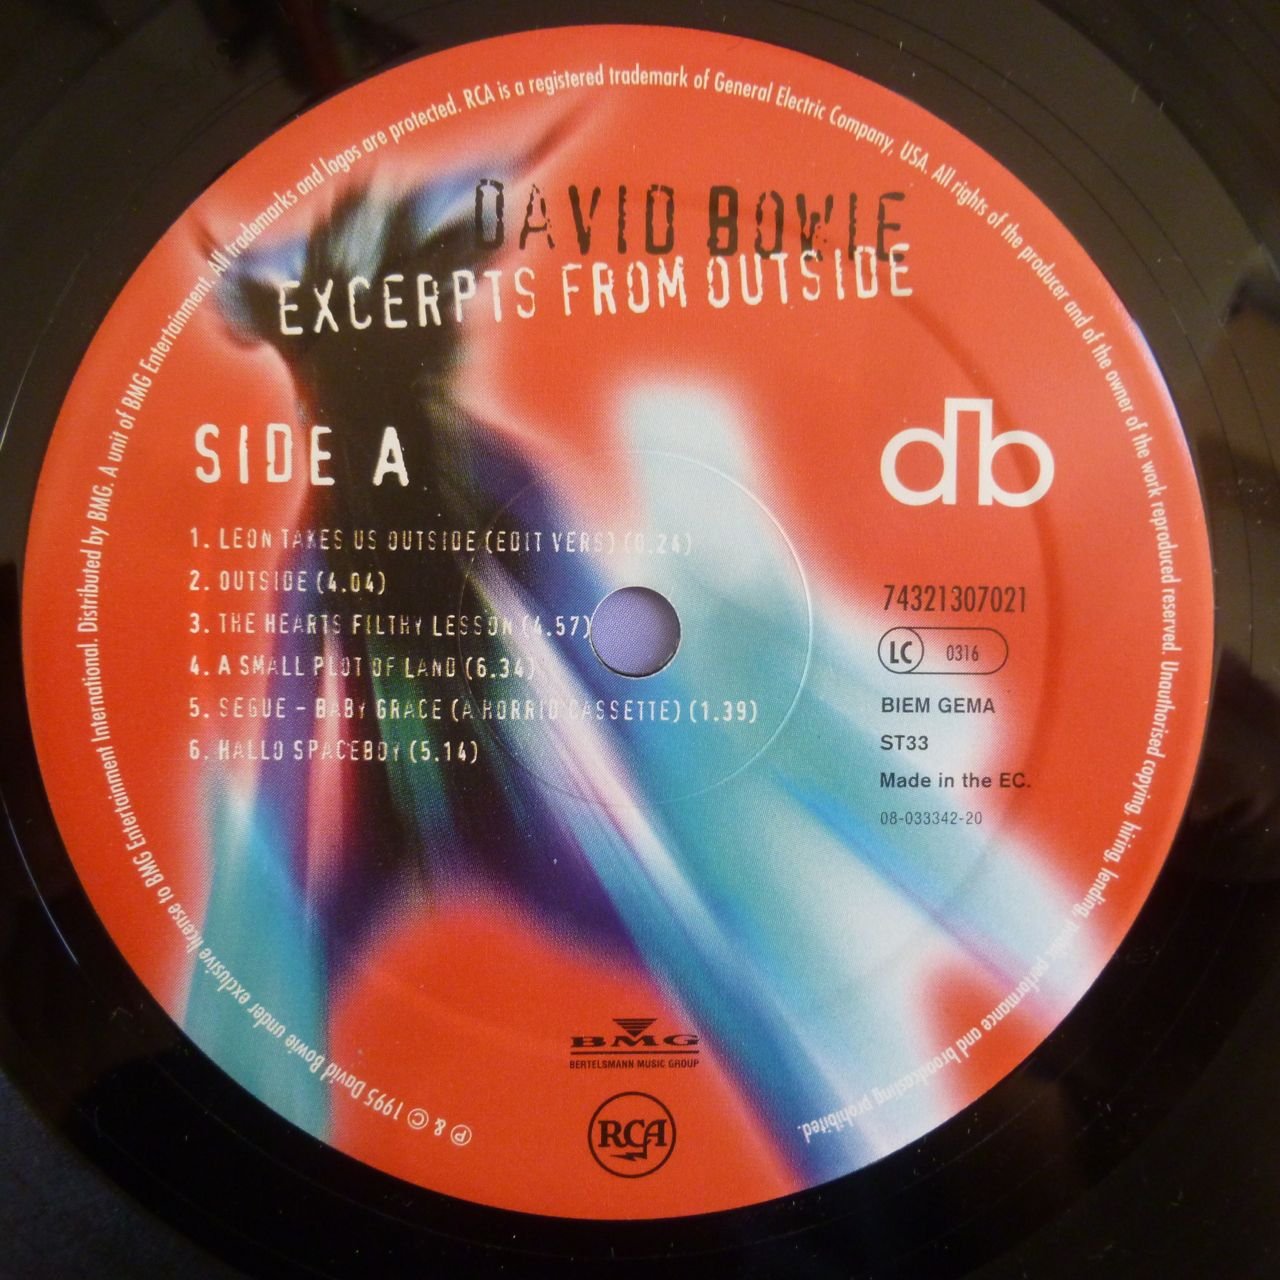 DAVID BOWIE
EXCERPTS FROM OUTSIDE
SIDE A
1. LEON TAKES US OUTSIDE (EDIT VERS) (0.24)
2. OUTSIDE (4.04)
3. THE HEARTS FILTHY LESSON (4.57)
4. A SMALL PLOT OF LAND (6.34)
5. SEGUE - BABY GRACE (A HORRID CASSETTE) (1.39)
6. HALLO SPACEBOY (5.14)
db
74321307021
LC 0316
BIEM GEMA
ST33
Made in the EC.
08-033342-20
BMG
BERTELSMANN MUSIC GROUP
RCA
℗ & © 1995 David Bowie under exclusive license to BMG Entertainment International. Distributed by BMG. A unit of BMG Entertainment. All trademarks and logos are protected. RCA is a registered trademark of General Electric Company, USA. All rights of the producer and of the owner of the work reproduced reserved. Unauthorised copying, hiring, lending, public performance and broadcasting prohibited.